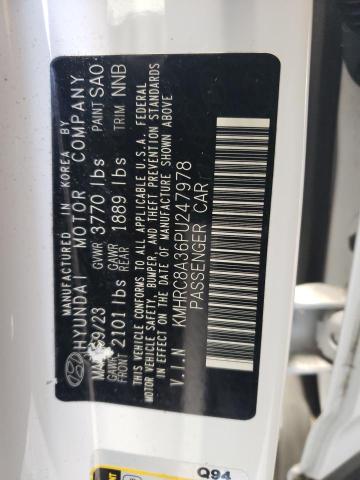 MANUFACTURED IN KOREA BY
HYUNDAI MOTOR COMPANY
9/23 GVWR 3770 lbs PAINT SAO
FRONT 2101 lbs GAWR REAR 1889 lbs TRIM NNB
THIS VEHICLE CONFORMS TO ALL APPLICABLE U.S.A. FEDERAL
MOTOR VEHICLE SAFETY, BUMPER, AND THEFT PREVENTION STANDARDS
IN EFFECT ON THE DATE OF MANUFACTURE SHOWN ABOVE
V.I.N KMHRC8A36PU247978
PASSENGER CAR
Q94